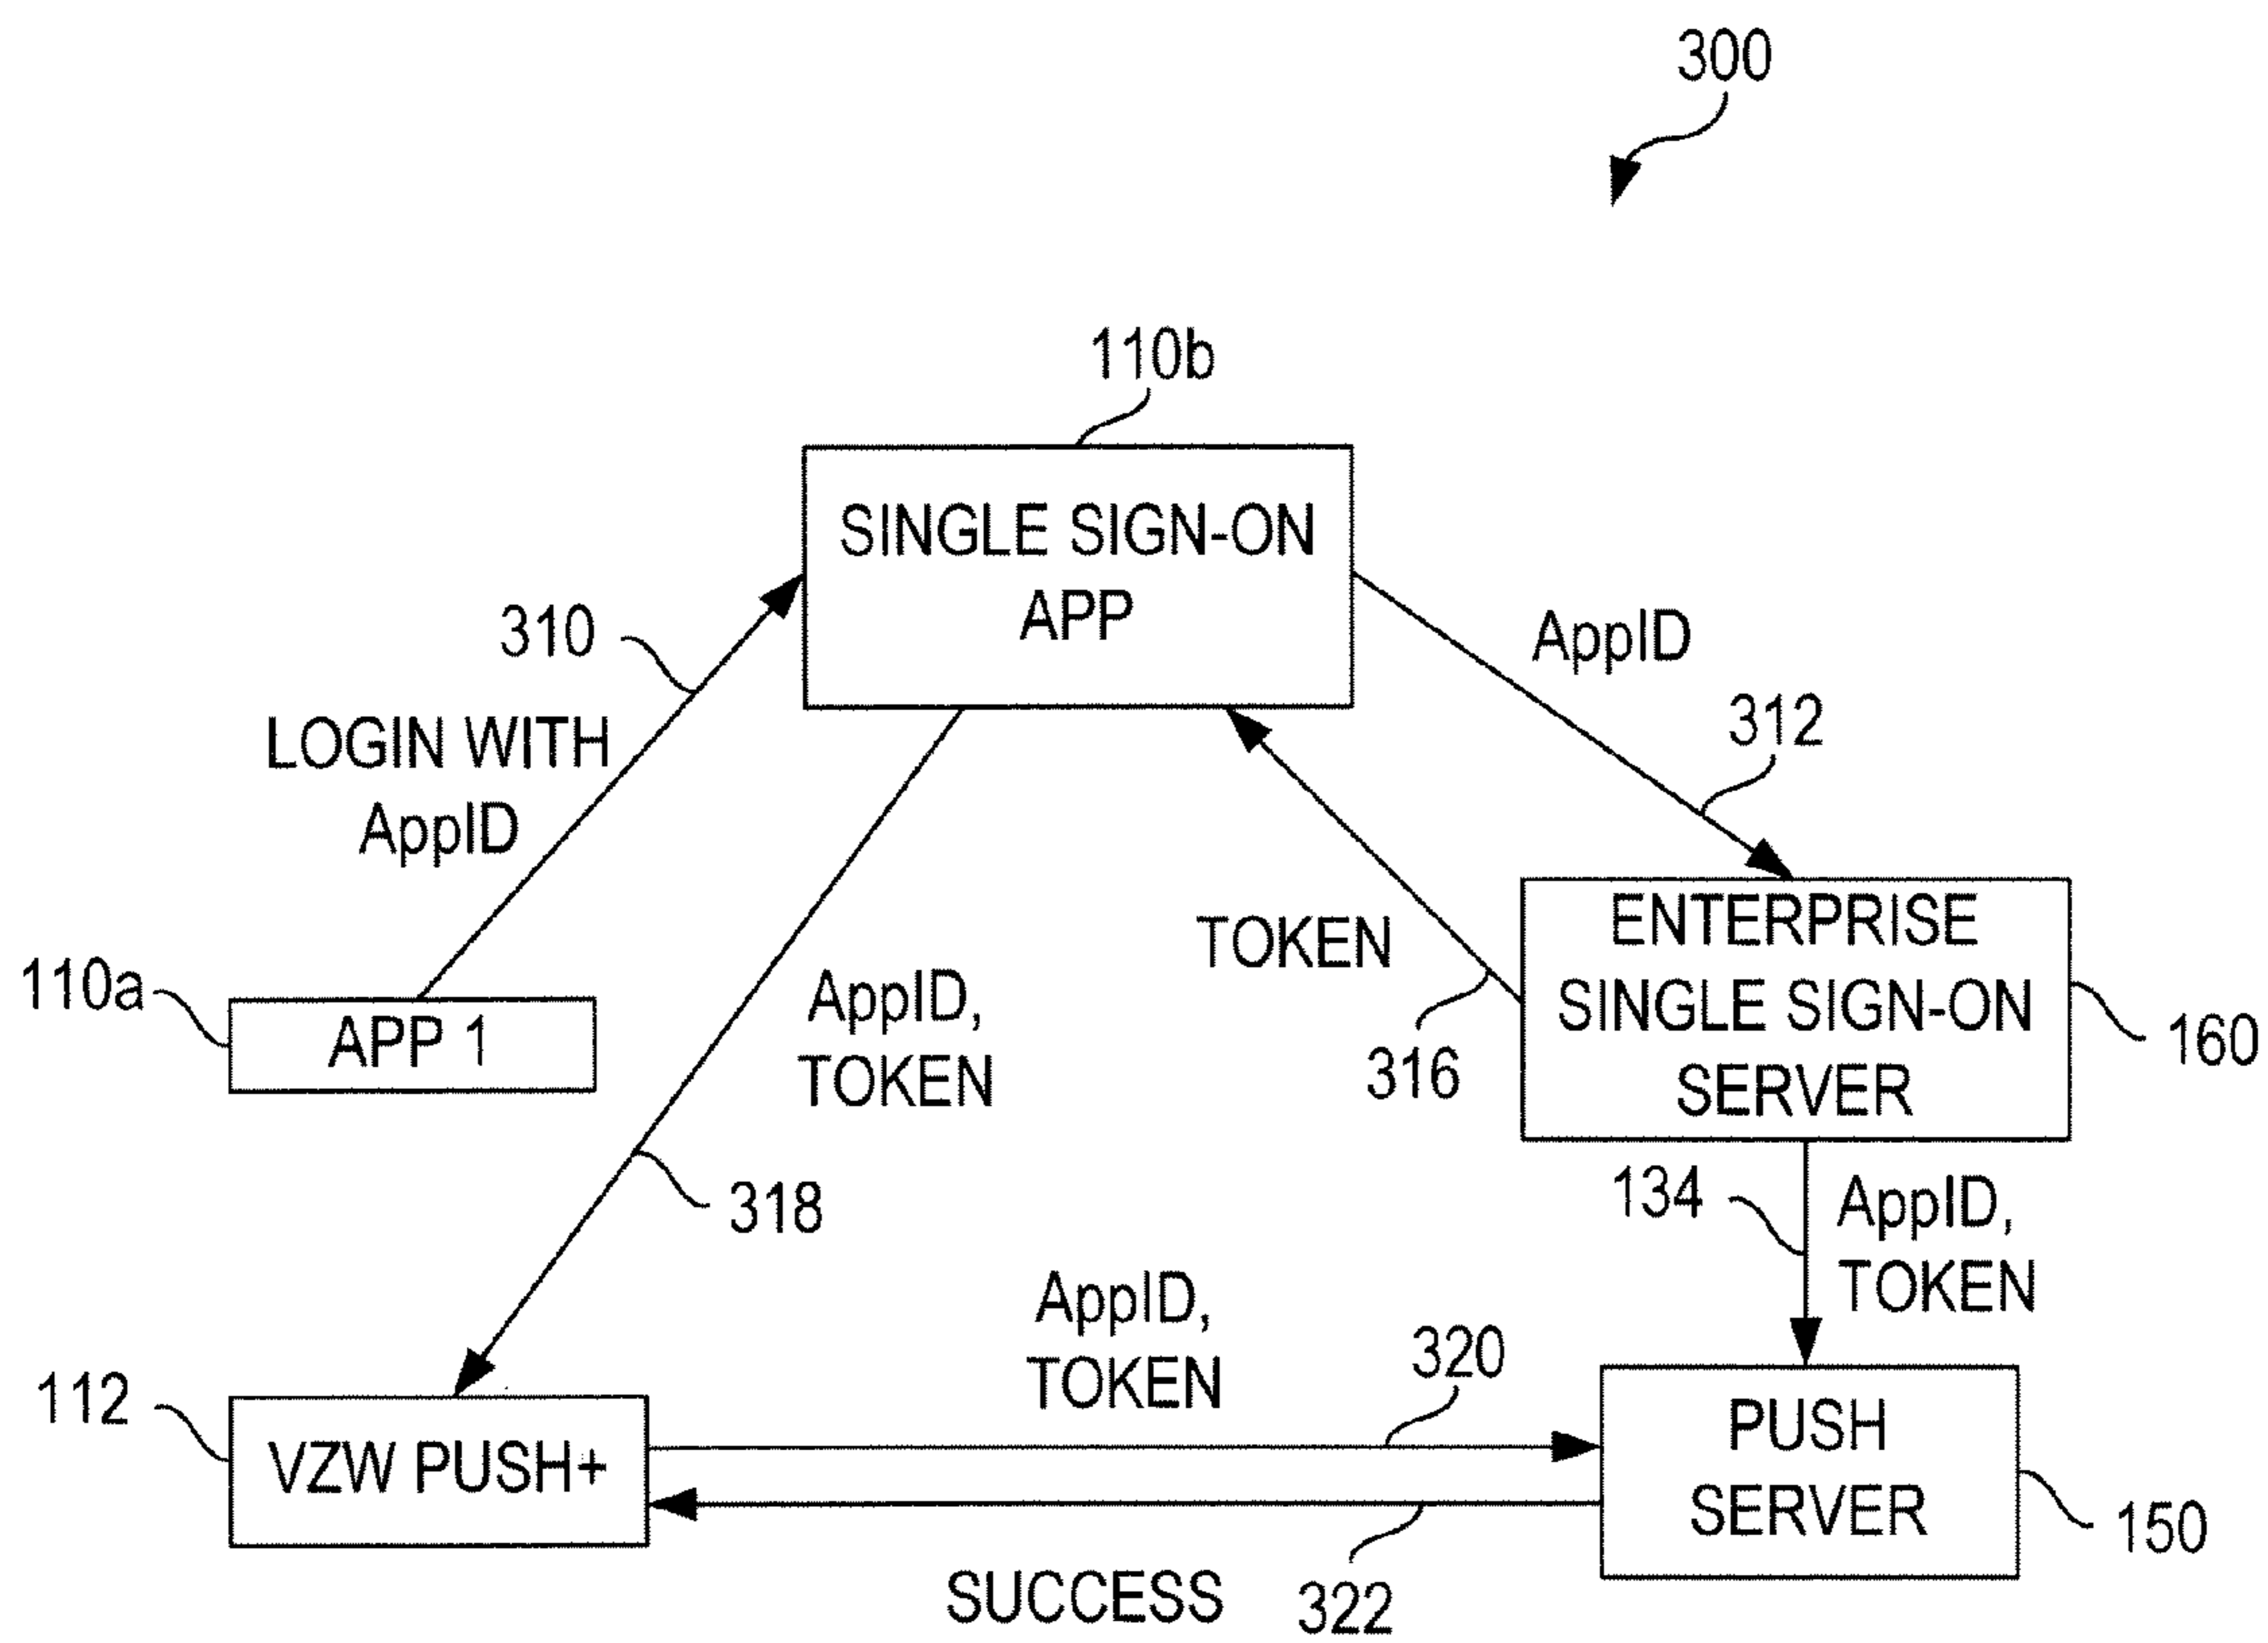 300
110b
SINGLE SIGN-ON
APP
310
AppID
LOGIN WITH
AppID
312
110a
APP 1
TOKEN
316
ENTERPRISE
SINGLE SIGN-ON
SERVER
160
AppID,
TOKEN
318
134
AppID,
TOKEN
AppID,
TOKEN
320
112
VZW PUSH+
PUSH
SERVER
150
SUCCESS
322